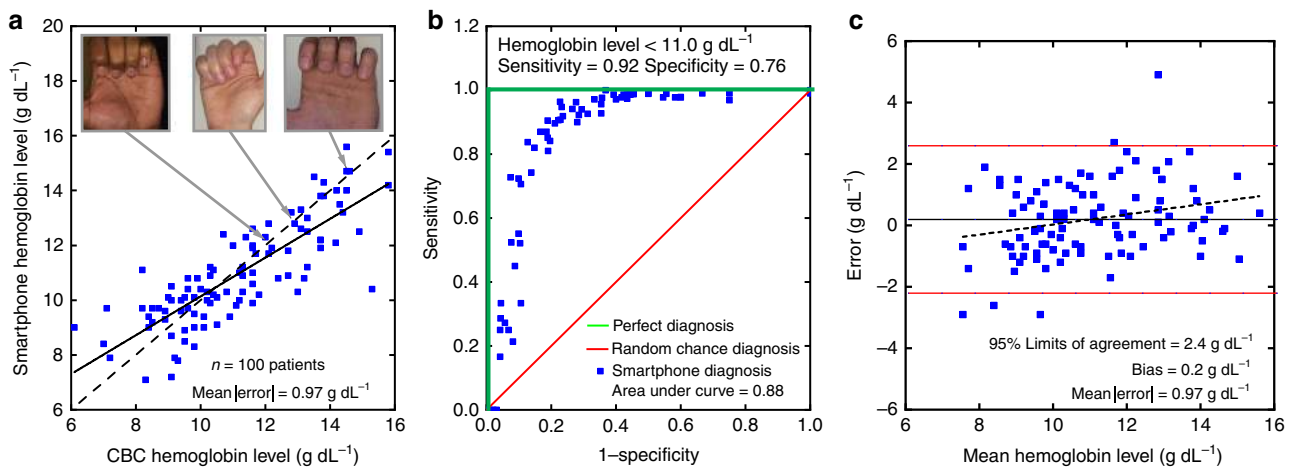 a
Smartphone hemoglobin level (g dL⁻¹)
20
18
16
14
12
10
8
6
6
8
10
12
14
16
CBC hemoglobin level (g dL⁻¹)
n = 100 patients
Mean |error| = 0.97 g dL⁻¹
b
Sensitivity
1.2
1.0
0.8
0.6
0.4
0.2
0.0
0.0
0.2
0.4
0.6
0.8
1.0
1–specificity
Hemoglobin level < 11.0 g dL⁻¹
Sensitivity = 0.92 Specificity = 0.76
Perfect diagnosis
Random chance diagnosis
Smartphone diagnosis
Area under curve = 0.88
c
Error (g dL⁻¹)
6
4
2
0
−2
−4
−6
6
8
10
12
14
16
Mean hemoglobin level (g dL⁻¹)
95% Limits of agreement = 2.4 g dL⁻¹
Bias = 0.2 g dL⁻¹
Mean |error| = 0.97 g dL⁻¹